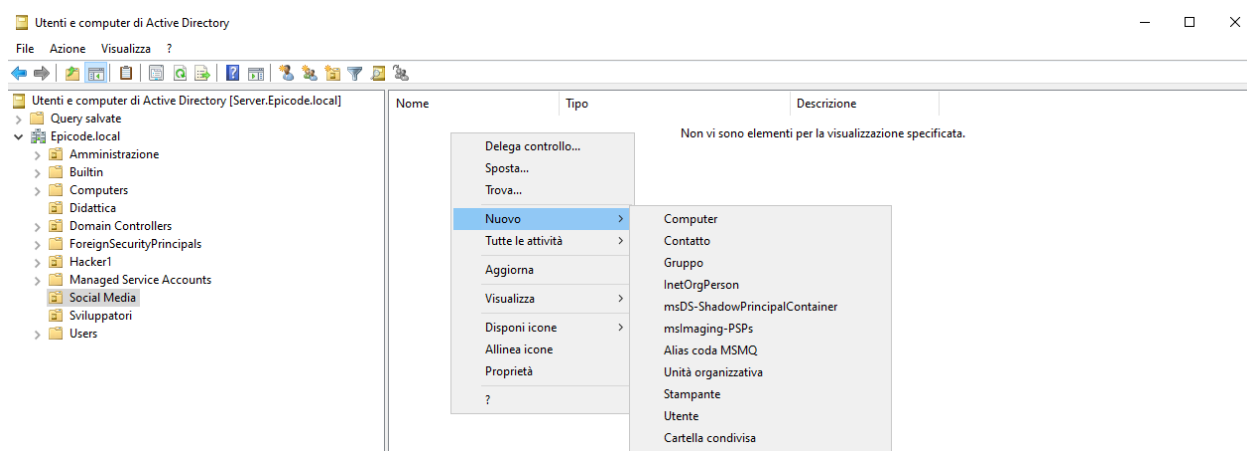 Utenti e computer di Active Directory
File Azione Visualizza ?
Utenti e computer di Active Directory [Server.Epicode.local]
Query salvate
Epicode.local
Amministrazione
Builtin
Computers
Didattica
Domain Controllers
ForeignSecurityPrincipals
Hacker1
Managed Service Accounts
Social Media
Sviluppatori
Users
Nome Tipo Descrizione
Non vi sono elementi per la visualizzazione specificata.
Delega controllo...
Sposta...
Trova...
Nuovo
Tutte le attività
Aggiorna
Visualizza
Disponi icone
Allinea icone
Proprietà
?
Computer
Contatto
Gruppo
InetOrgPerson
msDS-ShadowPrincipalContainer
msImaging-PSPs
Alias coda MSMQ
Unità organizzativa
Stampante
Utente
Cartella condivisa